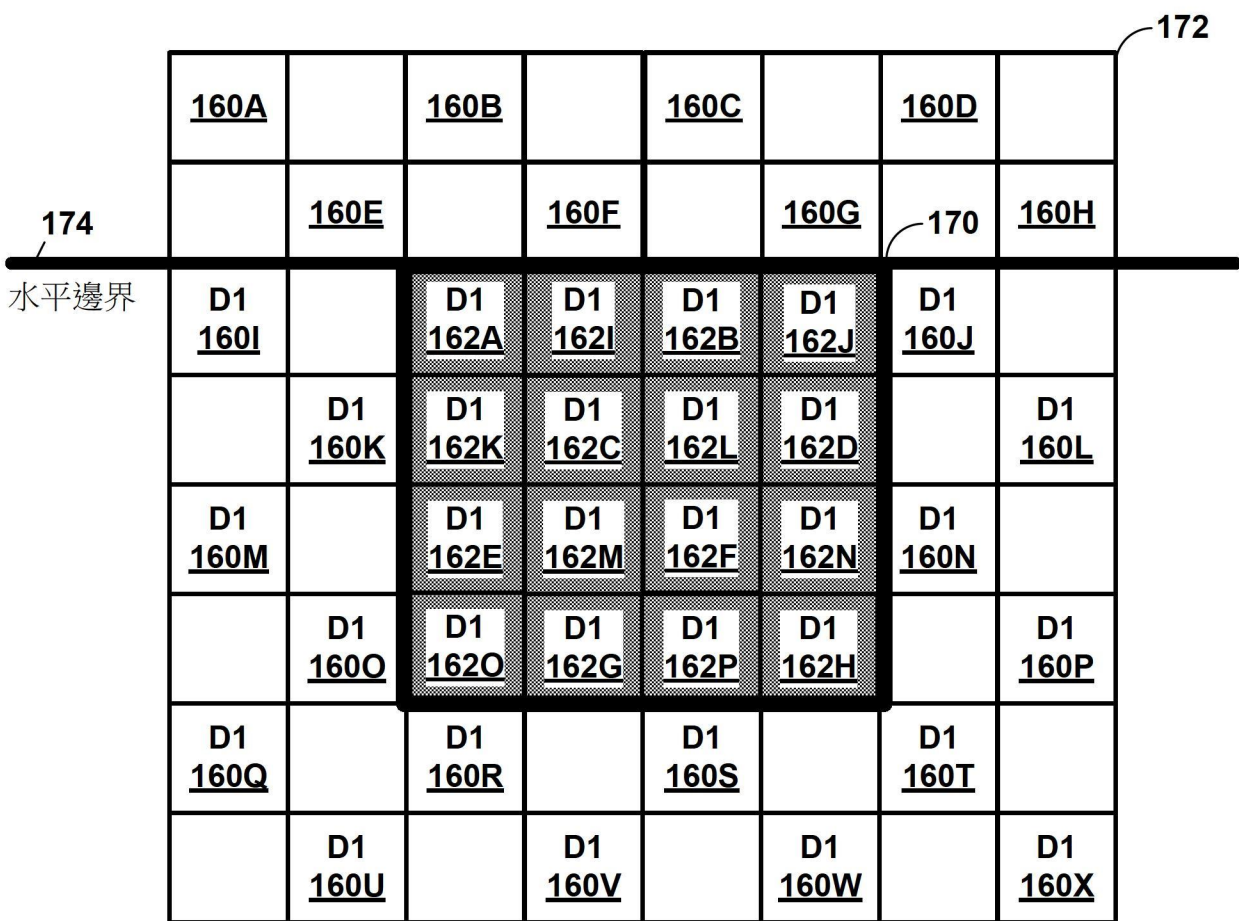 172
160A 160B 160C 160D
160E 160F 160G 160H
174
170
水平邊界
D1 D1 D1 D1 D1 D1
160I 162A 162I 162B 162J 160J
D1 D1 D1 D1 D1 D1
160K 162K 162C 162L 162D 160L
D1 D1 D1 D1 D1 D1
160M 162E 162M 162F 162N 160N
D1 D1 D1 D1 D1 D1
160O 162O 162G 162P 162H 160P
D1 D1 D1 D1
160Q 160R 160S 160T
D1 D1 D1 D1
160U 160V 160W 160X